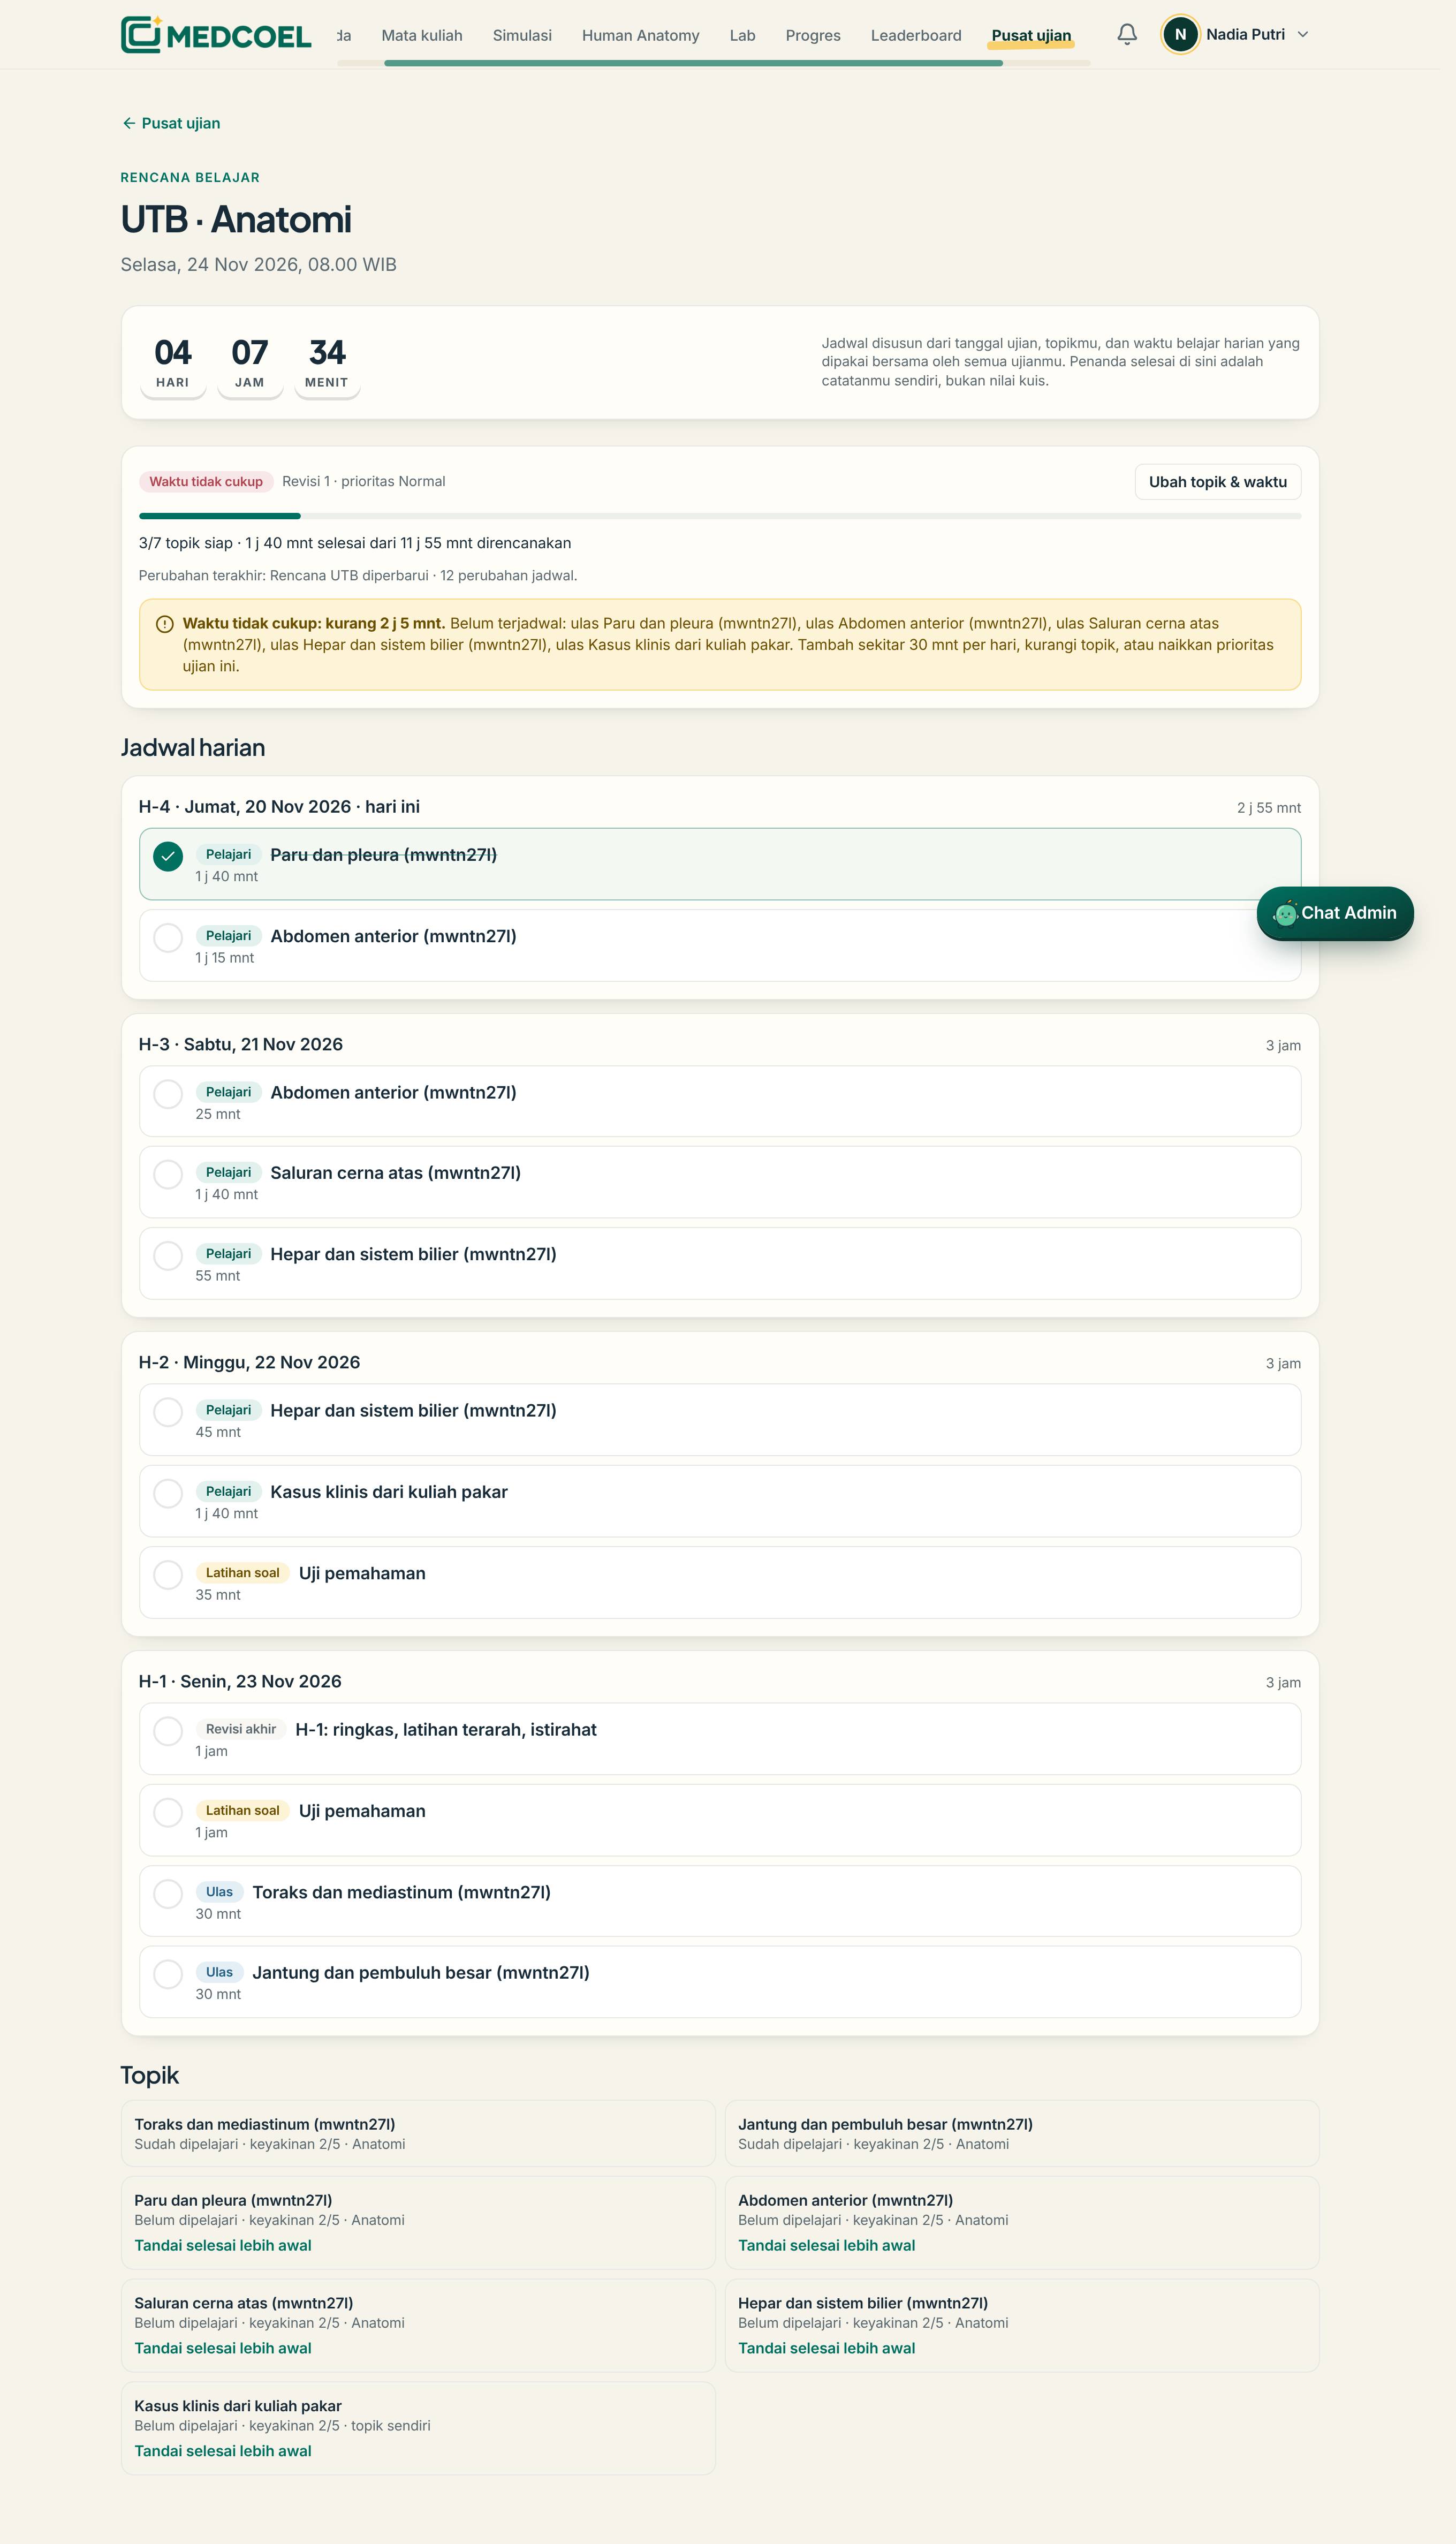 MEDCOEL
da
Mata kuliah
Simulasi
Human Anatomy
Lab
Progres
Leaderboard
Pusat ujian
N
Nadia Putri
← Pusat ujian
RENCANA BELAJAR
UTB · Anatomi
Selasa, 24 Nov 2026, 08.00 WIB
04
HARI
07
JAM
34
MENIT
Jadwal disusun dari tanggal ujian, topikmu, dan waktu belajar harian yang
dipakai bersama oleh semua ujianmu. Penanda selesai di sini adalah
catatanmu sendiri, bukan nilai kuis.
Waktu tidak cukup
Revisi 1 · prioritas Normal
Ubah topik & waktu
3/7 topik siap · 1 j 40 mnt selesai dari 11 j 55 mnt direncanakan
Perubahan terakhir: Rencana UTB diperbarui · 12 perubahan jadwal.
Waktu tidak cukup: kurang 2 j 5 mnt. Belum terjadwal: ulas Paru dan pleura (mwntn27l), ulas Abdomen anterior (mwntn27l), ulas Saluran cerna atas
(mwntn27l), ulas Hepar dan sistem bilier (mwntn27l), ulas Kasus klinis dari kuliah pakar. Tambah sekitar 30 mnt per hari, kurangi topik, atau naikkan prioritas
ujian ini.
Jadwal harian
H-4 · Jumat, 20 Nov 2026 · hari ini
2 j 55 mnt
Pelajari
Paru dan pleura (mwntn27l)
1 j 40 mnt
Pelajari
Abdomen anterior (mwntn27l)
1 j 15 mnt
Chat Admin
H-3 · Sabtu, 21 Nov 2026
3 jam
Pelajari
Abdomen anterior (mwntn27l)
25 mnt
Pelajari
Saluran cerna atas (mwntn27l)
1 j 40 mnt
Pelajari
Hepar dan sistem bilier (mwntn27l)
55 mnt
H-2 · Minggu, 22 Nov 2026
3 jam
Pelajari
Hepar dan sistem bilier (mwntn27l)
45 mnt
Pelajari
Kasus klinis dari kuliah pakar
1 j 40 mnt
Latihan soal
Uji pemahaman
35 mnt
H-1 · Senin, 23 Nov 2026
3 jam
Revisi akhir
H-1: ringkas, latihan terarah, istirahat
1 jam
Latihan soal
Uji pemahaman
1 jam
Ulas
Toraks dan mediastinum (mwntn27l)
30 mnt
Ulas
Jantung dan pembuluh besar (mwntn27l)
30 mnt
Topik
Toraks dan mediastinum (mwntn27l)
Sudah dipelajari · keyakinan 2/5 · Anatomi
Jantung dan pembuluh besar (mwntn27l)
Sudah dipelajari · keyakinan 2/5 · Anatomi
Paru dan pleura (mwntn27l)
Belum dipelajari · keyakinan 2/5 · Anatomi
Tandai selesai lebih awal
Abdomen anterior (mwntn27l)
Belum dipelajari · keyakinan 2/5 · Anatomi
Tandai selesai lebih awal
Saluran cerna atas (mwntn27l)
Belum dipelajari · keyakinan 2/5 · Anatomi
Tandai selesai lebih awal
Hepar dan sistem bilier (mwntn27l)
Belum dipelajari · keyakinan 2/5 · Anatomi
Tandai selesai lebih awal
Kasus klinis dari kuliah pakar
Belum dipelajari · keyakinan 2/5 · topik sendiri
Tandai selesai lebih awal